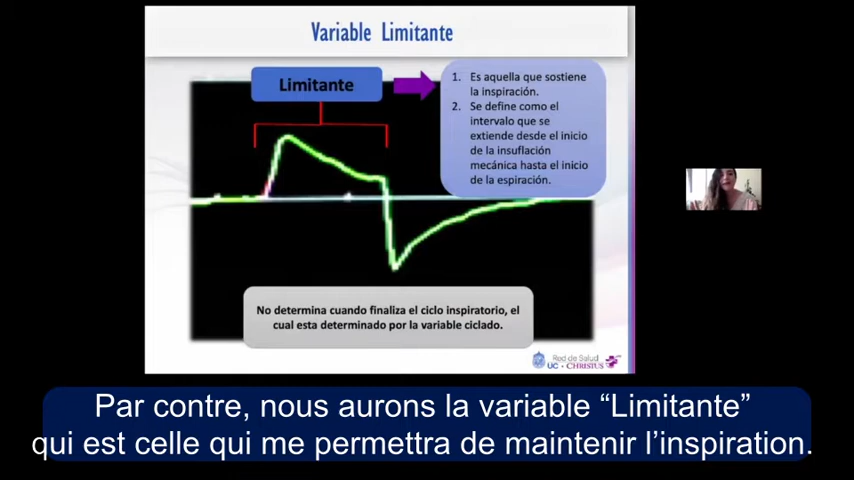 Variable Limitante
Limitante
1. Es aquella que sostiene
la inspiración.
2. Se define como el
intervalo que se
extiende desde el inicio
de la insuflación
mecánica hasta el inicio
de la espiración.
No determina cuando finaliza el ciclo inspiratorio, el
cual esta determinado por la variable ciclado.
Red de Salud
UC · CHRISTUS
Par contre, nous aurons la variable “Limitante”
qui est celle qui me permettra de maintenir l’inspiration.